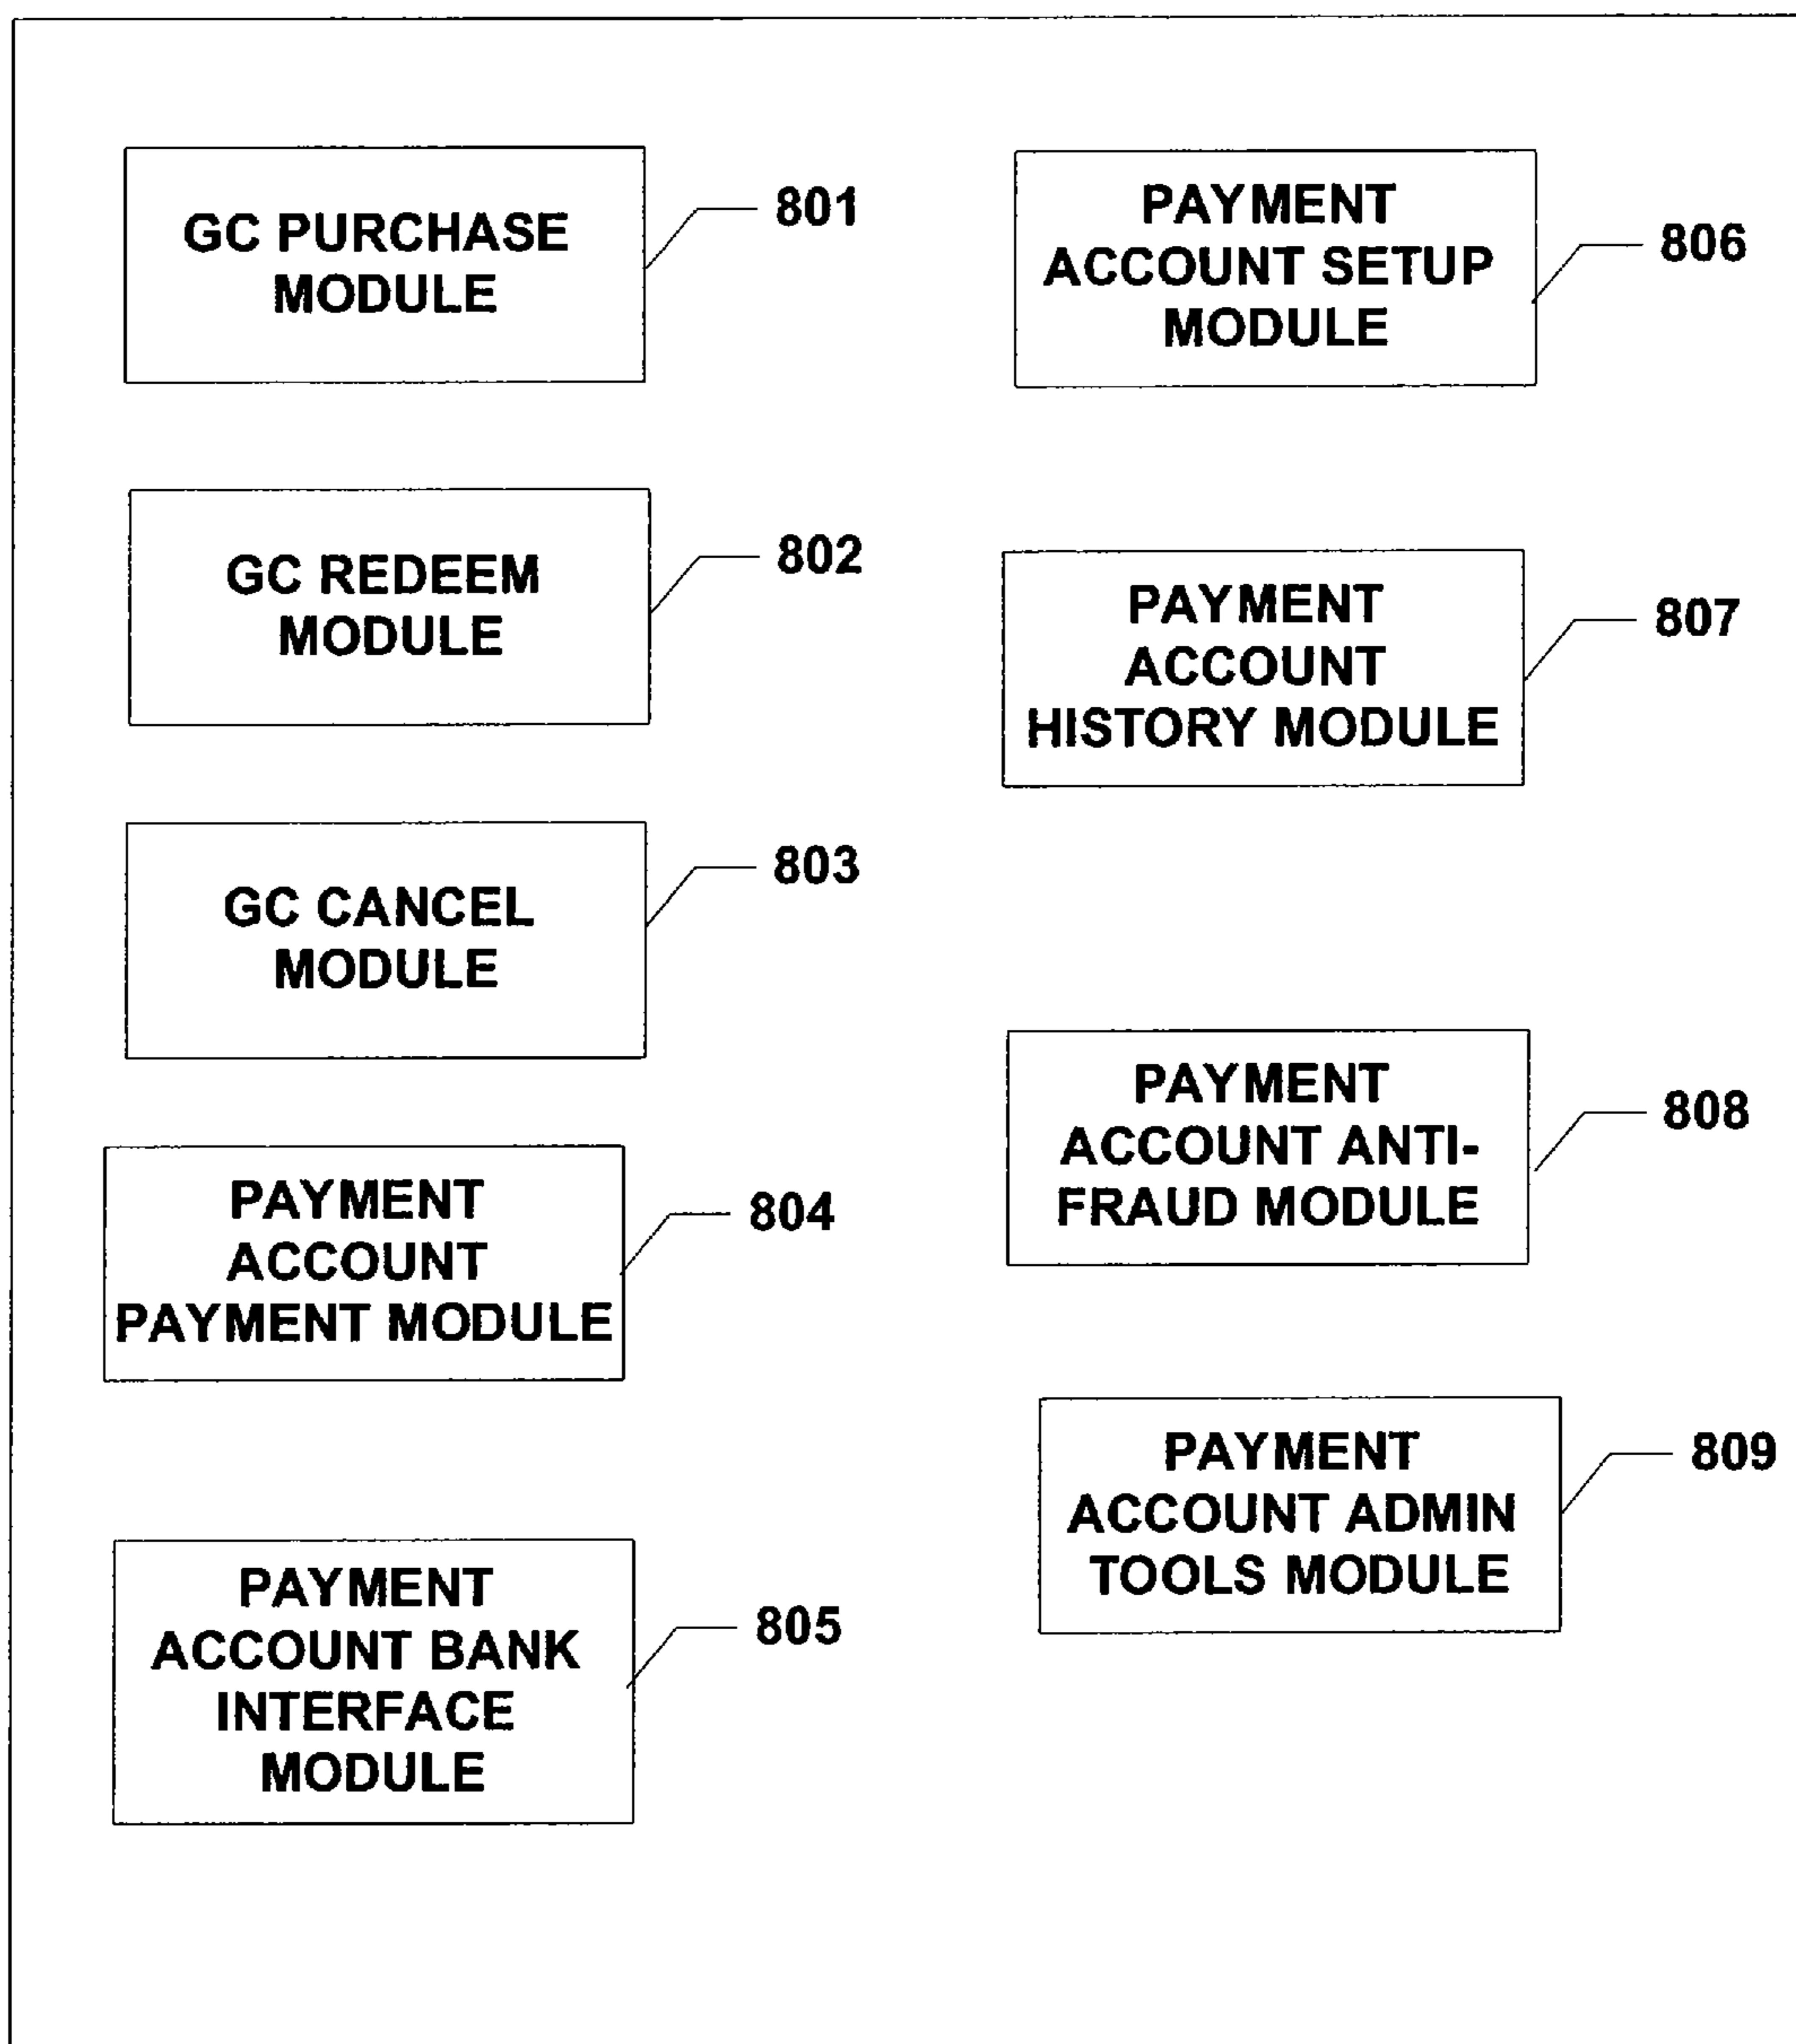 GC PURCHASE
MODULE
801
GC REDEEM
MODULE
802
GC CANCEL
MODULE
803
PAYMENT
ACCOUNT
PAYMENT MODULE
804
PAYMENT
ACCOUNT BANK
INTERFACE
MODULE
805
PAYMENT
ACCOUNT SETUP
MODULE
806
PAYMENT
ACCOUNT
HISTORY MODULE
807
PAYMENT
ACCOUNT ANTI-
FRAUD MODULE
808
PAYMENT
ACCOUNT ADMIN
TOOLS MODULE
809